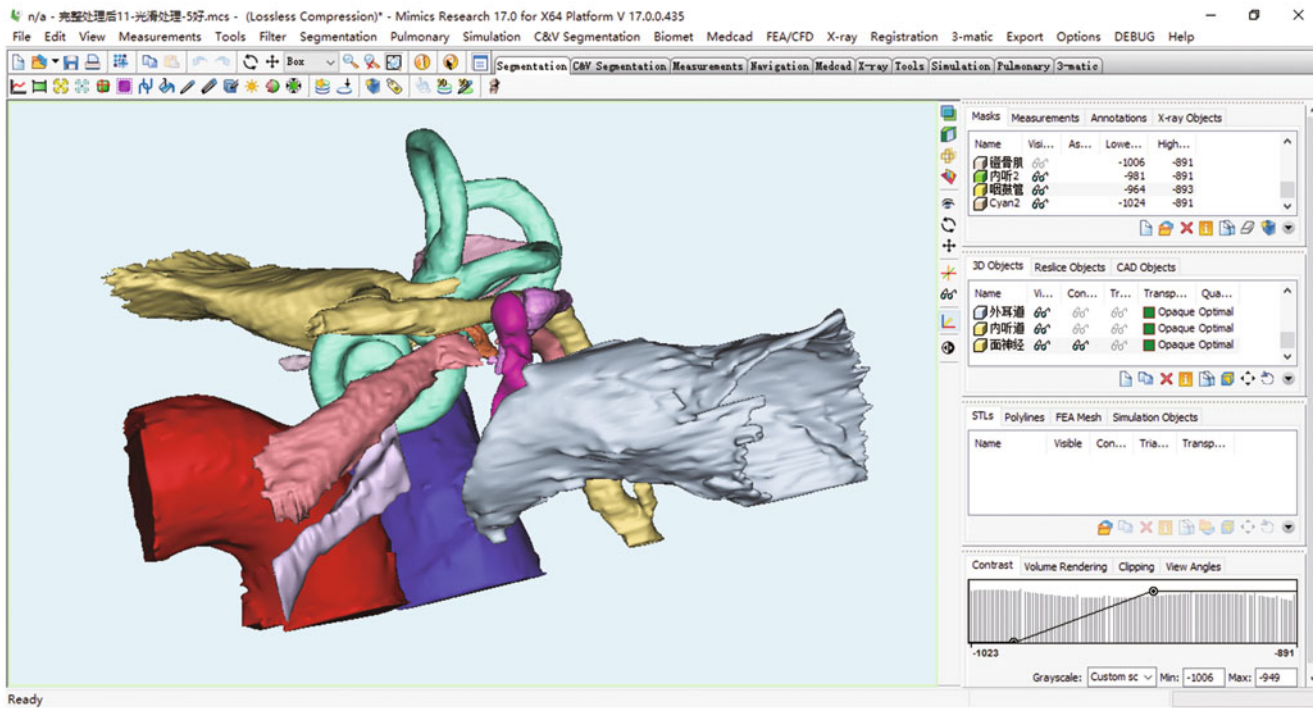 n/a - 完整处理后11-光滑处理-5好.mcs - (Lossless Compression)* - Mimics Research 17.0 for X64 Platform V 17.0.0.435
File Edit View Measurements Tools Filter Segmentation Pulmonary Simulation C&V Segmentation Biomet Medcad FEA/CFD X-ray Registration 3-matic Export Options DEBUG Help
Box Segmentation C&V Segmentation Measurements Navigation Medcad X-ray Tools Simulation Pulmonary 3-matic
Masks Measurements Annotations X-ray Objects
Name Visi... As... Lowe... High...
镫骨肌 -1006 -891
内听2 -981 -891
咽鼓管 -964 -893
Cyan2 -1024 -891
3D Objects Reslice Objects CAD Objects
Name Vi... Con... Tr... Transp... Qua...
外耳道 Opaque Optimal
内听道 Opaque Optimal
面神经 Opaque Optimal
STLs Polylines FEA Mesh Simulation Objects
Name Visible Con... Tria... Transp...
Contrast Volume Rendering Clipping View Angles
-1023 -891
Grayscale: Custom sc Min: -1006 Max: -949
Ready